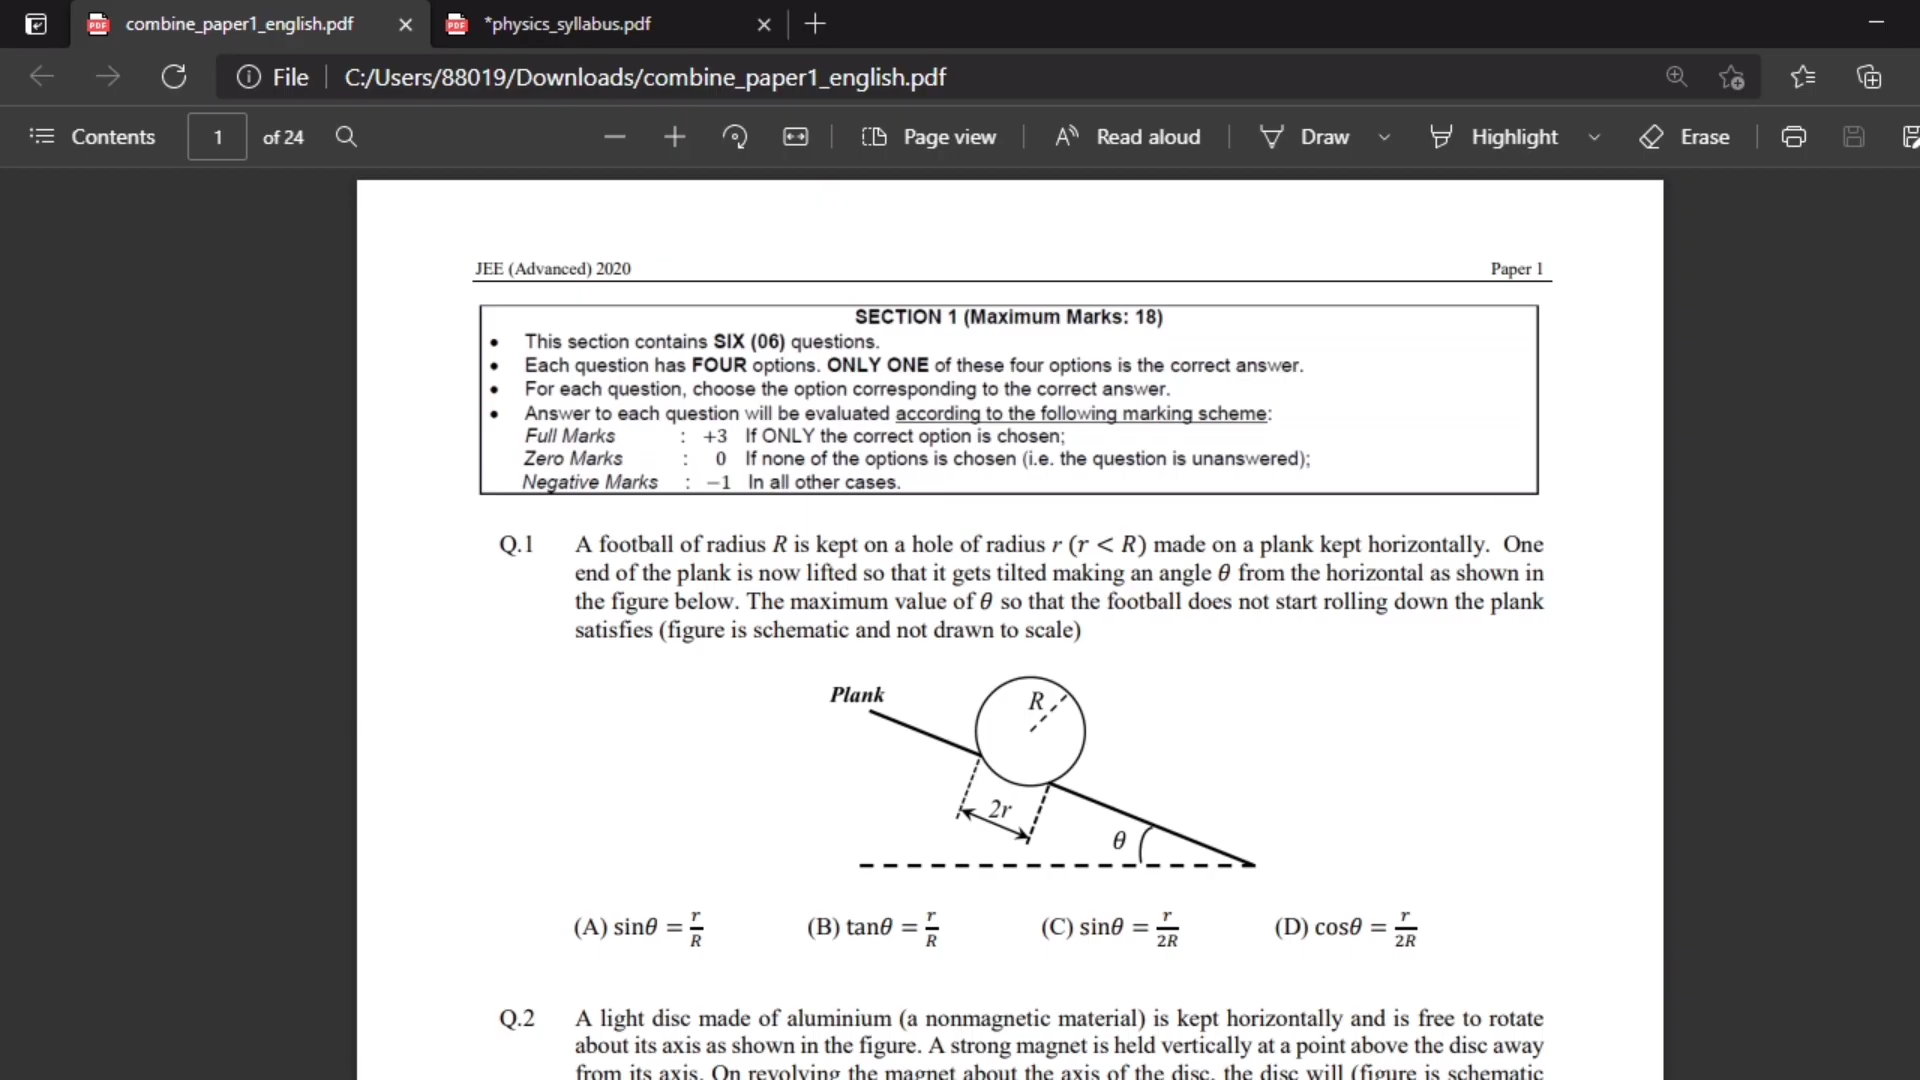 combine_paper1_english.pdf
*physics_syllabus.pdf
File
C:/Users/88019/Downloads/combine_paper1_english.pdf
Contents 1 of 24 Page view Read aloud Draw Highlight Erase
JEE (Advanced) 2020 Paper 1
SECTION 1 (Maximum Marks: 18)
• This section contains SIX (06) questions.
• Each question has FOUR options. ONLY ONE of these four options is the correct answer.
• For each question, choose the option corresponding to the correct answer.
• Answer to each question will be evaluated according to the following marking scheme:
Full Marks : +3 If ONLY the correct option is chosen;
Zero Marks : 0 If none of the options is chosen (i.e. the question is unanswered);
Negative Marks : −1 In all other cases.
Q.1 A football of radius R is kept on a hole of radius r (r < R) made on a plank kept horizontally. One
end of the plank is now lifted so that it gets tilted making an angle θ from the horizontal as shown in
the figure below. The maximum value of θ so that the football does not start rolling down the plank
satisfies (figure is schematic and not drawn to scale)
Plank
R
2r
θ
(A) sinθ = r/R (B) tanθ = r/R (C) sinθ = r/2R (D) cosθ = r/2R
Q.2 A light disc made of aluminium (a nonmagnetic material) is kept horizontally and is free to rotate
about its axis as shown in the figure. A strong magnet is held vertically at a point above the disc away
from its axis. On revolving the magnet about the axis of the disc, the disc will (figure is schematic